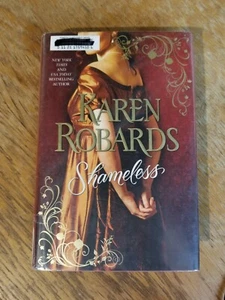 NEW YORK
TIMES
AND
USA TODAY
BESTSELLING
AUTHOR
KAREN
ROBARDS
Shameless